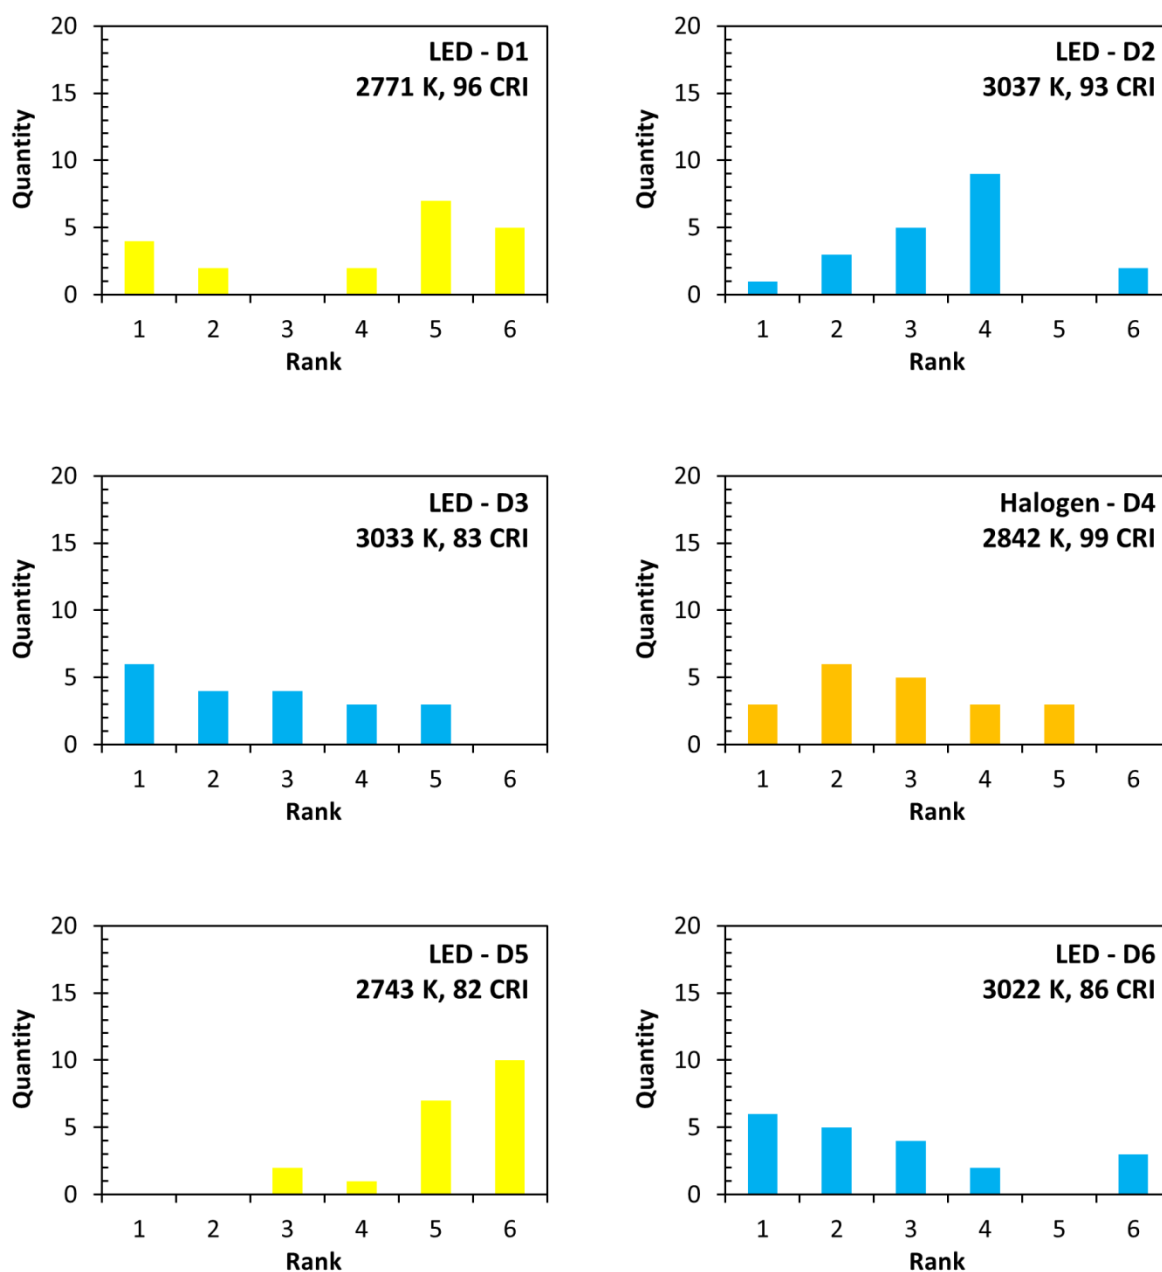 LED - D1
2771 K, 96 CRI
Quantity
20
15
10
5
0
1 2 3 4 5 6
Rank
LED - D2
3037 K, 93 CRI
Quantity
20
15
10
5
0
1 2 3 4 5 6
Rank
LED - D3
3033 K, 83 CRI
Quantity
20
15
10
5
0
1 2 3 4 5 6
Rank
Halogen - D4
2842 K, 99 CRI
Quantity
20
15
10
5
0
1 2 3 4 5 6
Rank
LED - D5
2743 K, 82 CRI
Quantity
20
15
10
5
0
1 2 3 4 5 6
Rank
LED - D6
3022 K, 86 CRI
Quantity
20
15
10
5
0
1 2 3 4 5 6
Rank